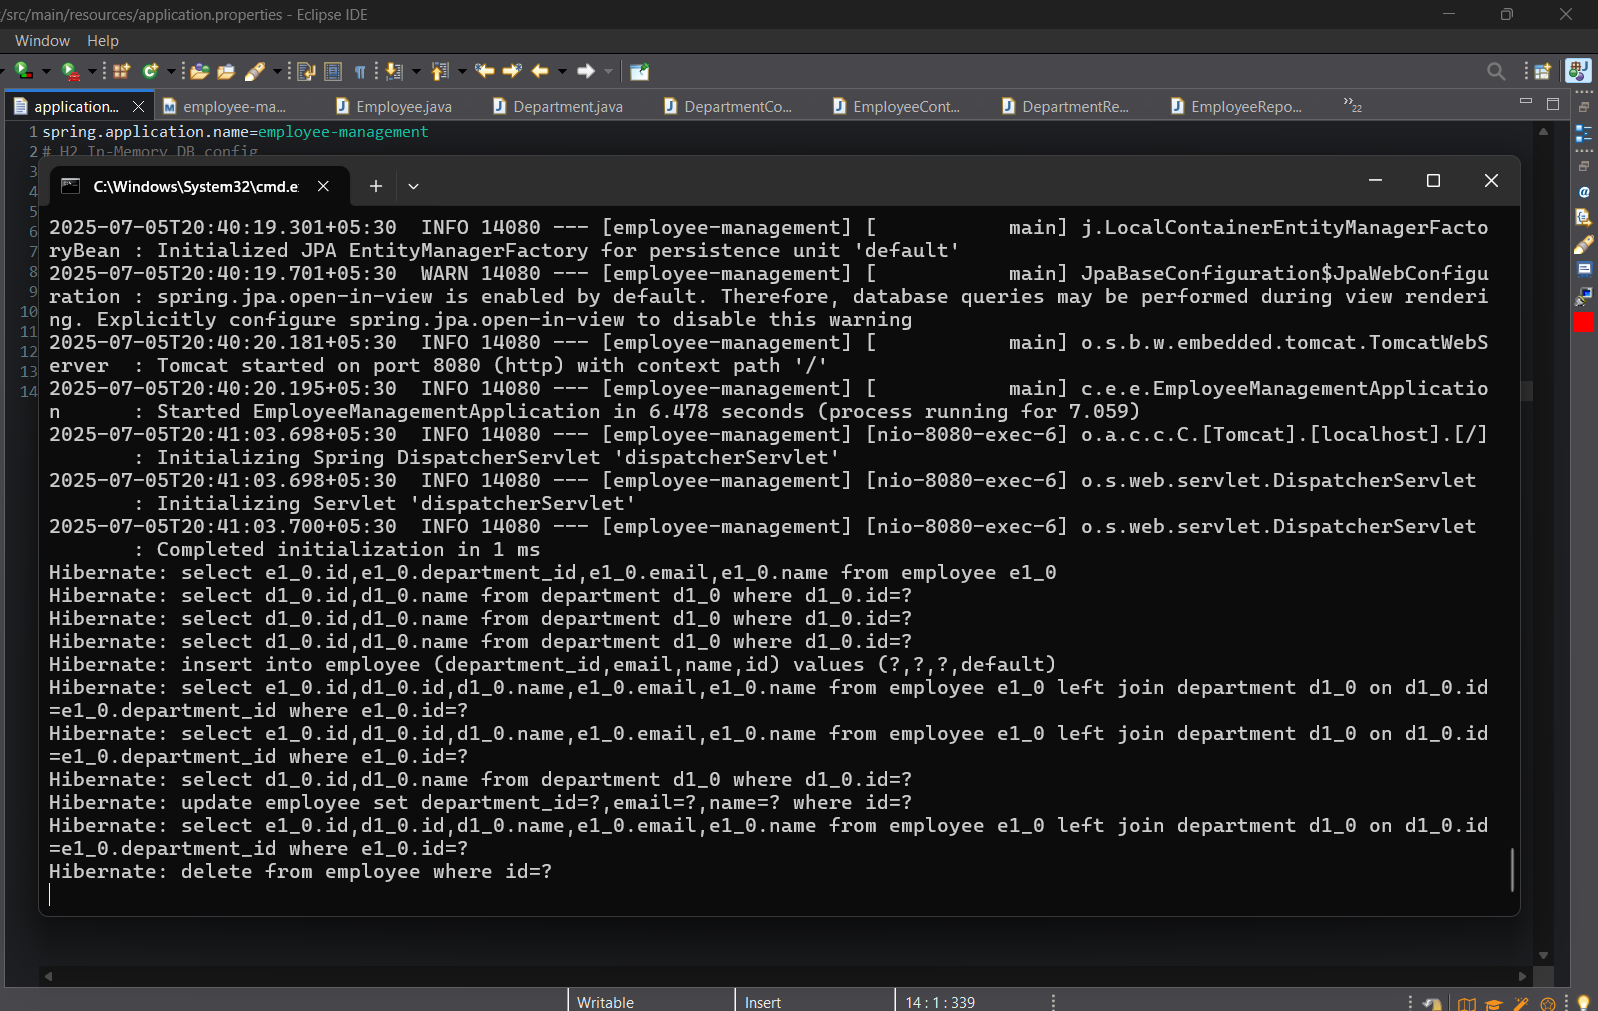 /src/main/resources/application.properties - Eclipse IDE
Window Help
application... employee-ma... Employee.java Department.java DepartmentCo... EmployeeCont... DepartmentRe... EmployeeRepo... »22
1 spring.application.name=employee-management
2 # H2 In-Memory DB config
3
4
5
6
7
8
9
10
11
12
13
14
C:\Windows\System32\cmd.e
2025-07-05T20:40:19.301+05:30  INFO 14080 --- [employee-management] [           main] j.LocalContainerEntityManagerFacto
ryBean : Initialized JPA EntityManagerFactory for persistence unit 'default'
2025-07-05T20:40:19.701+05:30  WARN 14080 --- [employee-management] [           main] JpaBaseConfiguration$JpaWebConfigu
ration : spring.jpa.open-in-view is enabled by default. Therefore, database queries may be performed during view renderi
ng. Explicitly configure spring.jpa.open-in-view to disable this warning
2025-07-05T20:40:20.181+05:30  INFO 14080 --- [employee-management] [           main] o.s.b.w.embedded.tomcat.TomcatWebS
erver  : Tomcat started on port 8080 (http) with context path '/'
2025-07-05T20:40:20.195+05:30  INFO 14080 --- [employee-management] [           main] c.e.e.EmployeeManagementApplicatio
n      : Started EmployeeManagementApplication in 6.478 seconds (process running for 7.059)
2025-07-05T20:41:03.698+05:30  INFO 14080 --- [employee-management] [nio-8080-exec-6] o.a.c.c.C.[Tomcat].[localhost].[/]
       : Initializing Spring DispatcherServlet 'dispatcherServlet'
2025-07-05T20:41:03.698+05:30  INFO 14080 --- [employee-management] [nio-8080-exec-6] o.s.web.servlet.DispatcherServlet
       : Initializing Servlet 'dispatcherServlet'
2025-07-05T20:41:03.700+05:30  INFO 14080 --- [employee-management] [nio-8080-exec-6] o.s.web.servlet.DispatcherServlet
       : Completed initialization in 1 ms
Hibernate: select e1_0.id,e1_0.department_id,e1_0.email,e1_0.name from employee e1_0
Hibernate: select d1_0.id,d1_0.name from department d1_0 where d1_0.id=?
Hibernate: select d1_0.id,d1_0.name from department d1_0 where d1_0.id=?
Hibernate: select d1_0.id,d1_0.name from department d1_0 where d1_0.id=?
Hibernate: insert into employee (department_id,email,name,id) values (?,?,?,default)
Hibernate: select e1_0.id,d1_0.id,d1_0.name,e1_0.email,e1_0.name from employee e1_0 left join department d1_0 on d1_0.id
=e1_0.department_id where e1_0.id=?
Hibernate: select e1_0.id,d1_0.id,d1_0.name,e1_0.email,e1_0.name from employee e1_0 left join department d1_0 on d1_0.id
=e1_0.department_id where e1_0.id=?
Hibernate: select d1_0.id,d1_0.name from department d1_0 where d1_0.id=?
Hibernate: update employee set department_id=?,email=?,name=? where id=?
Hibernate: select e1_0.id,d1_0.id,d1_0.name,e1_0.email,e1_0.name from employee e1_0 left join department d1_0 on d1_0.id
=e1_0.department_id where e1_0.id=?
Hibernate: delete from employee where id=?
Writable Insert 14 : 1 : 339